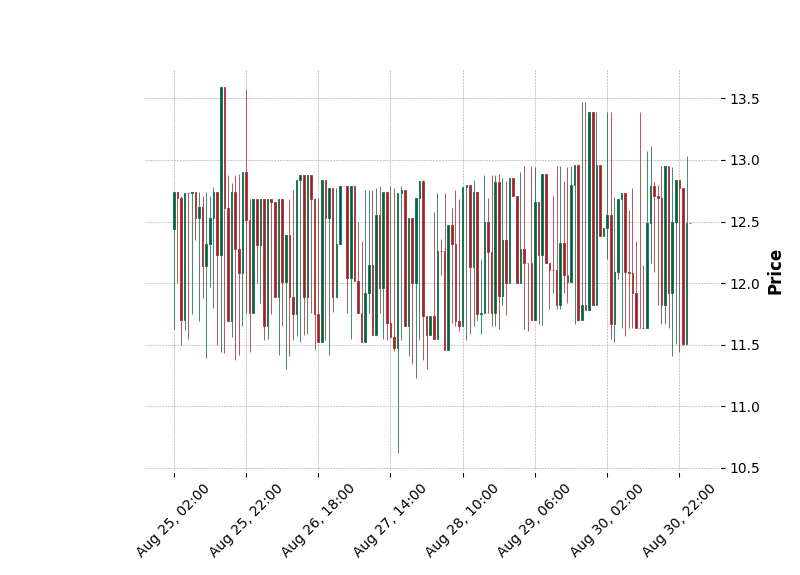 13.5
13.0
12.5
12.0
11.5
11.0
10.5
Price
Aug 25, 02:00
Aug 25, 22:00
Aug 26, 18:00
Aug 27, 14:00
Aug 28, 10:00
Aug 29, 06:00
Aug 30, 02:00
Aug 30, 22:00